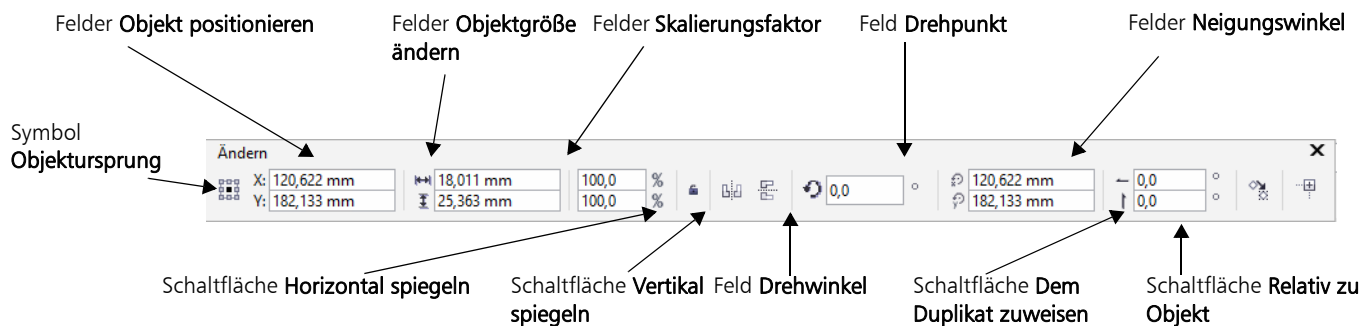 Felder Objekt positionieren
Felder Objektgröße
ändern
Felder Skalierungsfaktor
Feld Drehpunkt
Felder Neigungswinkel
Symbol
Objektursprung
Ändern
X: 120,622 mm
Y: 182,133 mm
18,011 mm
25,363 mm
100,0 %
100,0 %
0,0 °
120,622 mm
182,133 mm
0,0 °
0,0 °
Schaltfläche Horizontal spiegeln
Schaltfläche Vertikal
spiegeln
Feld Drehwinkel
Schaltfläche Dem
Duplikat zuweisen
Schaltfläche Relativ zu
Objekt